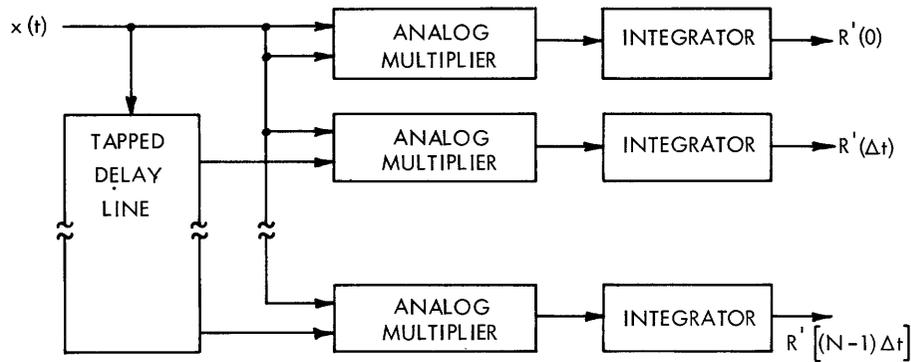 x(t)
ANALOG
MULTIPLIER
INTEGRATOR
R'(0)
TAPPED
DELAY
LINE
ANALOG
MULTIPLIER
INTEGRATOR
R'(Δt)
ANALOG
MULTIPLIER
INTEGRATOR
R'[(N-1)Δt]